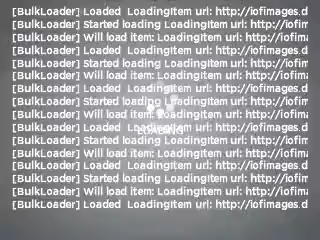 [BulkLoader] Loaded LoadingItem url: http://iofimages.d
[BulkLoader] Started loading LoadingItem url: http://iofim
[BulkLoader] Will load item: LoadingItem url: http://iofima
[BulkLoader] Loaded LoadingItem url: http://iofimages.d
[BulkLoader] Started loading LoadingItem url: http://iofim
[BulkLoader] Will load item: LoadingItem url: http://iofima
[BulkLoader] Loaded LoadingItem url: http://iofimages.d
[BulkLoader] Started loading LoadingItem url: http://iofim
[BulkLoader] Will load item: LoadingItem url: http://iofima
[BulkLoader] Loaded LoadingItem url: http://iofimages.d
[BulkLoader] Started loading LoadingItem url: http://iofim
[BulkLoader] Will load item: LoadingItem url: http://iofima
[BulkLoader] Loaded LoadingItem url: http://iofimages.d
[BulkLoader] Started loading LoadingItem url: http://iofim
[BulkLoader] Will load item: LoadingItem url: http://iofima
[BulkLoader] Loaded LoadingItem url: http://iofimages.d